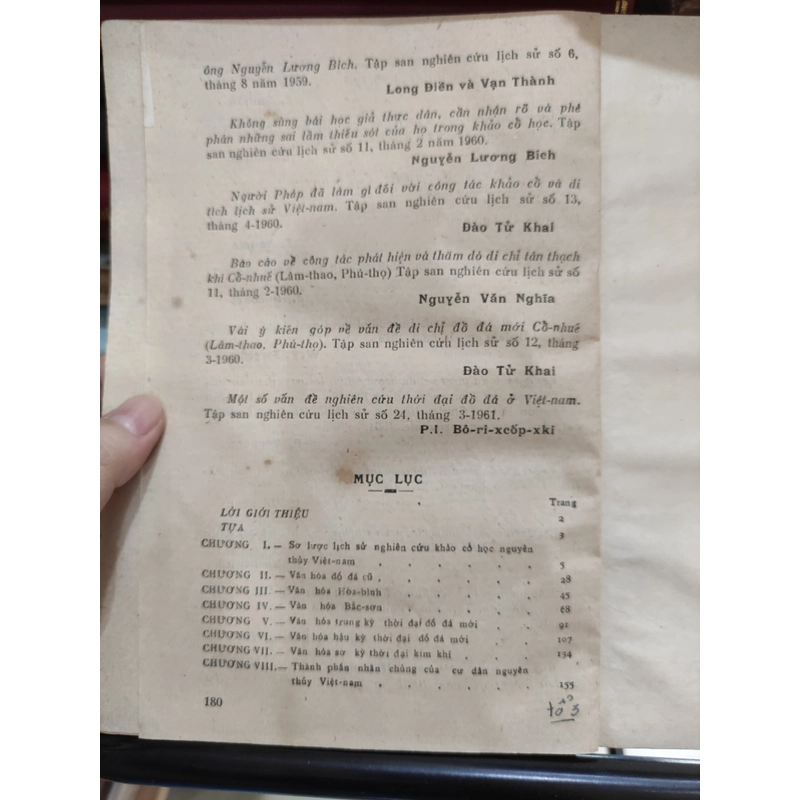 ông Nguyễn Lương Bích. Tập san nghiên cứu lịch sử số 6,
tháng 8 năm 1959.
Long Điền và Vạn Thành
Không sùng bái học giả thực dân, cần nhận rõ và phê
phán những sai lầm thiếu sót của họ trong khảo cổ học. Tập
san nghiên cứu lịch sử số 11, tháng 2 năm 1960.
Nguyễn Lương Bích
Người Pháp đã làm gì đối với công tác khảo cổ và di
tích lịch sử Việt-nam. Tập san nghiên cứu lịch sử số 13,
tháng 4-1960.
Đào Tử Khai
Báo cáo về công tác phát hiện và thăm dò di chỉ tân thạch
khí Cồ-nhuế (Lâm-thao, Phú-thọ) Tập san nghiên cứu lịch sử số
11, tháng 2-1960.
Nguyễn Văn Nghĩa
Vài ý kiến góp về vấn đề di chỉ đồ đá mới Cồ-nhuế
(Lâm-thao, Phú-thọ). Tập san nghiên cứu lịch sử số 12, tháng
3-1960.
Đào Tử Khai
Một số vấn đề nghiên cứu thời đại đồ đá ở Việt-nam.
Tập san nghiên cứu lịch sử số 24, tháng 3-1961.
P.I. Bô-ri-xcốp-xki
MỤC LỤC
Trang
LỜI GIỚI THIỆU 2
TỰA 3
CHƯƠNG I.— Sơ lược lịch sử nghiên cứu khảo cổ học nguyên
thủy Việt-nam . . . . . . 5
CHƯƠNG II.— Văn hóa đồ đá cũ . . . . . . 28
CHƯƠNG III.— Văn hóa Hòa-bình . . . . . 45
CHƯƠNG IV.— Văn hóa Bắc-sơn . . . . . 68
CHƯƠNG V.— Văn hóa trung kỳ thời đại đồ đá mới . . 91
CHƯƠNG VI.— Văn hóa hậu kỳ thời đại đồ đá mới . . 107
CHƯƠNG VII.— Văn hóa sơ kỳ thời đại kim khí . . . 134
CHƯƠNG VIII.— Thành phần nhân chủng của cư dân nguyên
thủy Việt-nam . . . . . . 155
180